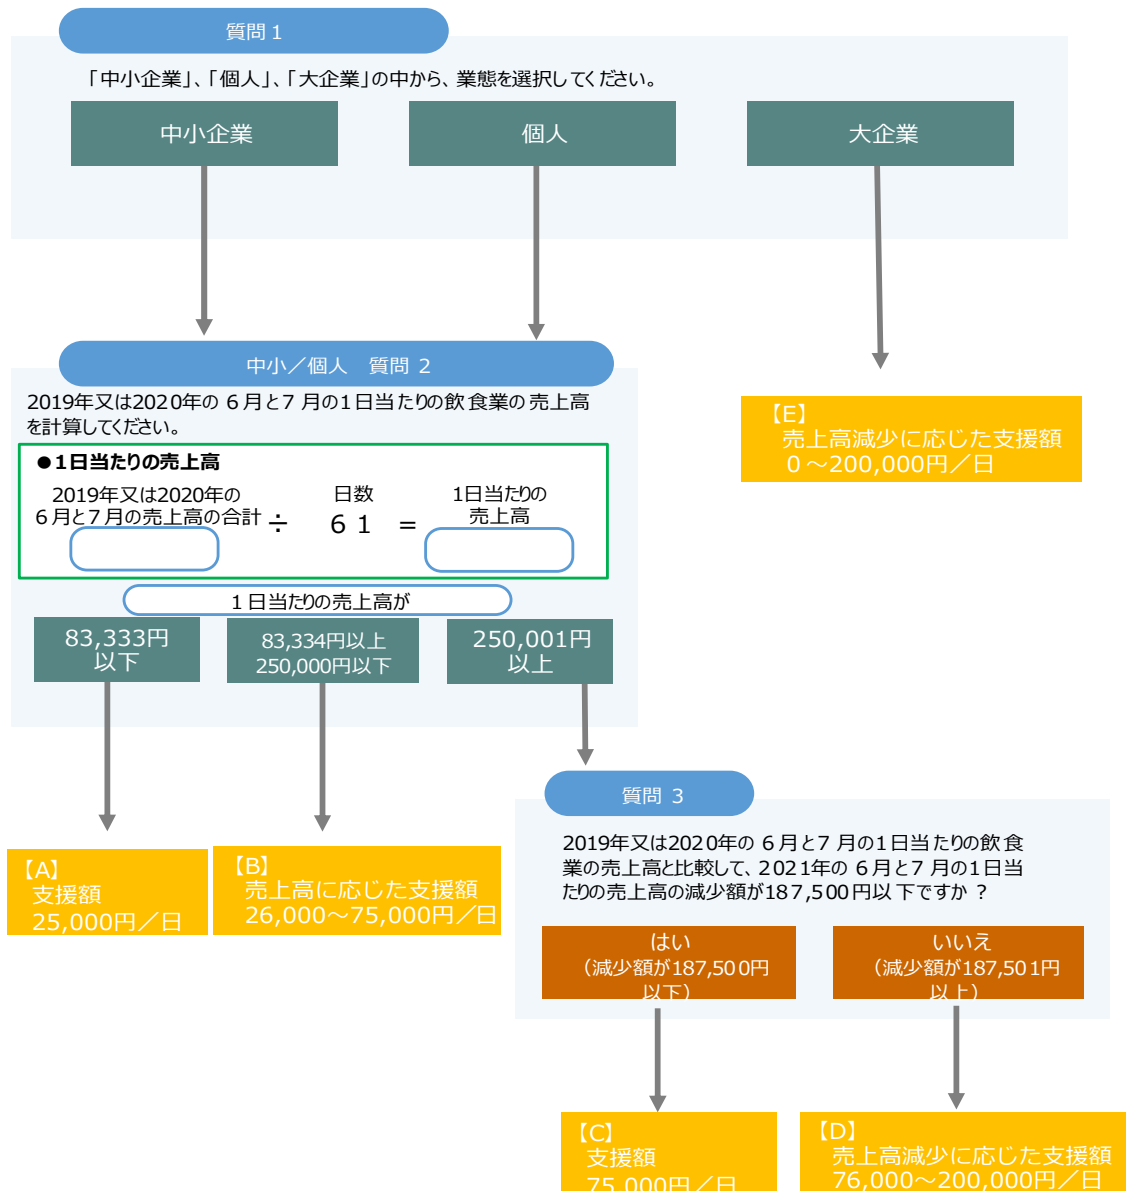 質問１
「中小企業」、「個人」、「大企業」の中から、業態を選択してください。
中小企業
個人
大企業
中小／個人　質問 2
2019年又は2020年の６月と７月の1日当たりの飲食業の売上高
を計算してください。
●1日当たりの売上高
2019年又は2020年の
６月と７月の売上高の合計
÷
日数
６１
=
1日当たりの
売上高
１日当たりの売上高が
83,333円
以下
83,334円以上
250,000円以下
250,001円
以上
【E】
売上高減少に応じた支援額
０～200,000円／日
【A】
支援額
25,000円／日
【B】
売上高に応じた支援額
26,000～75,000円／日
質問 3
2019年又は2020年の６月と７月の1日当たりの飲食
業の売上高と比較して、2021年の６月と７月の1日当
たりの売上高の減少額が187,500円以下ですか？
はい
（減少額が187,500円
以下）
いいえ
（減少額が187,501円
以上）
【C】
支援額
75,000円／日
【D】
売上高減少に応じた支援額
76,000～200,000円／日